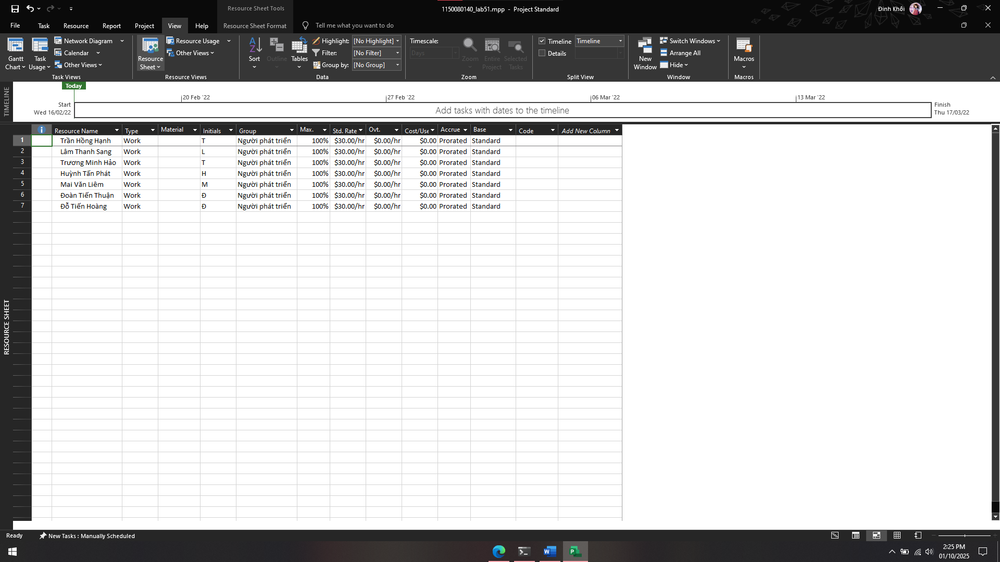 Resource Sheet Tools
1150080140_lab51.mpp - Project Standard
Đinh Khôi
File Task Resource Report Project View Help Resource Sheet Format Tell me what you want to do
Gantt Chart
Task Usage
Network Diagram
Calendar
Other Views
Task Views
Resource Sheet
Resource Usage
Other Views
Resource Views
Sort
Outline
Tables
Highlight: [No Highlight]
Filter: [No Filter]
Group by: [No Group]
Data
Timescale:
Days
Zoom
Entire Project
Selected Tasks
Zoom
Timeline Timeline
Details
Split View
New Window
Switch Windows
Arrange All
Hide
Window
Macros
Macros
TIMELINE
Today
20 Feb '22 27 Feb '22 06 Mar '22 13 Mar '22
Start
Wed 16/02/22
Add tasks with dates to the timeline
Finish
Thu 17/03/22
RESOURCE SHEET
Resource Name Type Material Initials Group Max. Std. Rate Ovt. Cost/Use Accrue Base Code Add New Column
1 Trần Hồng Hạnh Work T Người phát triển 100% $30.00/hr $0.00/hr $0.00 Prorated Standard
2 Lâm Thanh Sang Work L Người phát triển 100% $30.00/hr $0.00/hr $0.00 Prorated Standard
3 Trương Minh Hảo Work T Người phát triển 100% $30.00/hr $0.00/hr $0.00 Prorated Standard
4 Huỳnh Tấn Phát Work H Người phát triển 100% $30.00/hr $0.00/hr $0.00 Prorated Standard
5 Mai Văn Liêm Work M Người phát triển 100% $30.00/hr $0.00/hr $0.00 Prorated Standard
6 Đoàn Tiến Thuận Work Đ Người phát triển 100% $30.00/hr $0.00/hr $0.00 Prorated Standard
7 Đỗ Tiến Hoàng Work Đ Người phát triển 100% $30.00/hr $0.00/hr $0.00 Prorated Standard
Ready New Tasks : Manually Scheduled
2:25 PM
01/10/2025